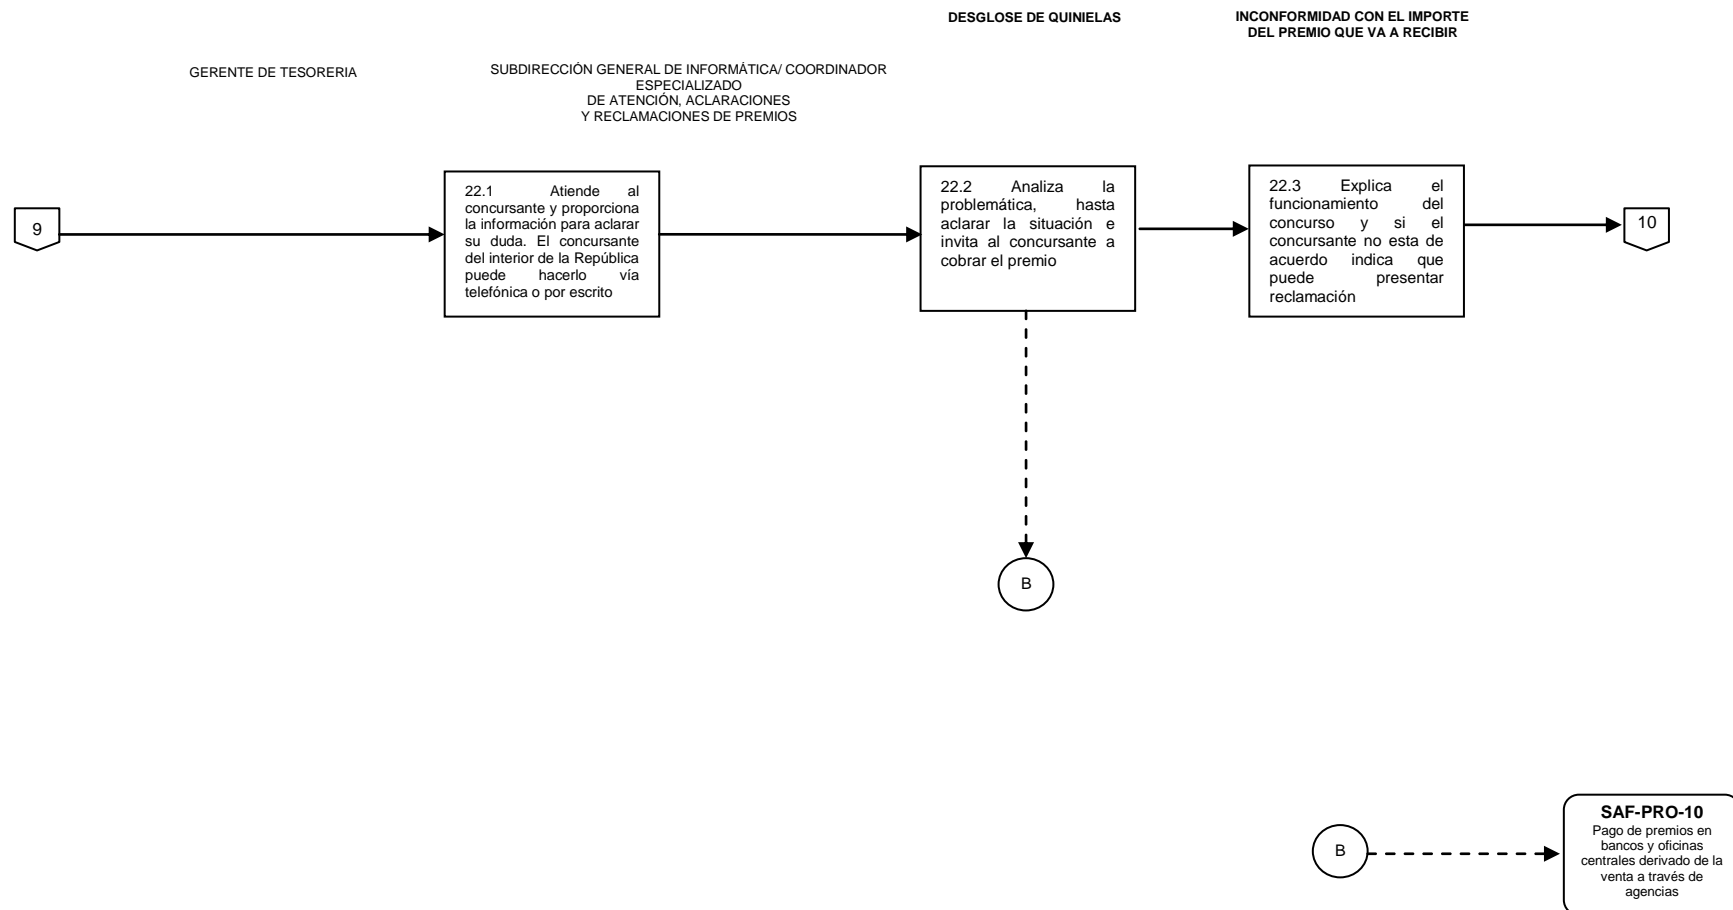 DESGLOSE DE QUINIELAS
INCONFORMIDAD CON EL IMPORTE
DEL PREMIO QUE VA A RECIBIR
GERENTE DE TESORERIA
SUBDIRECCIÓN GENERAL DE INFORMÁTICA/ COORDINADOR
ESPECIALIZADO
DE ATENCIÓN, ACLARACIONES
Y RECLAMACIONES DE PREMIOS
9
22.1 Atiende al
concursante y proporciona
la información para aclarar
su duda. El concursante
del interior de la República
puede hacerlo vía
telefónica o por escrito
22.2 Analiza la
problemática, hasta
aclarar la situación e
invita al concursante a
cobrar el premio
22.3 Explica el
funcionamiento del
concurso y si el
concursante no esta de
acuerdo indica que
puede presentar
reclamación
10
B
B
SAF-PRO-10
Pago de premios en
bancos y oficinas
centrales derivado de la
venta a través de
agencias